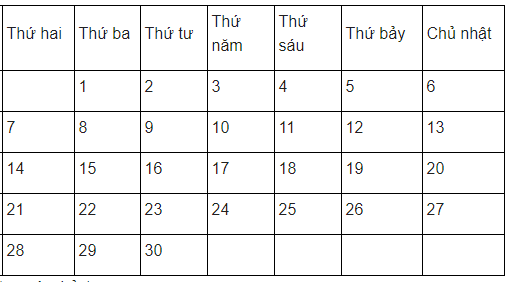 Thứ hai Thứ ba Thứ tư Thứ năm Thứ sáu Thứ bảy Chủ nhật
1 2 3 4 5 6
7 8 9 10 11 12 13
14 15 16 17 18 19 20
21 22 23 24 25 26 27
28 29 30